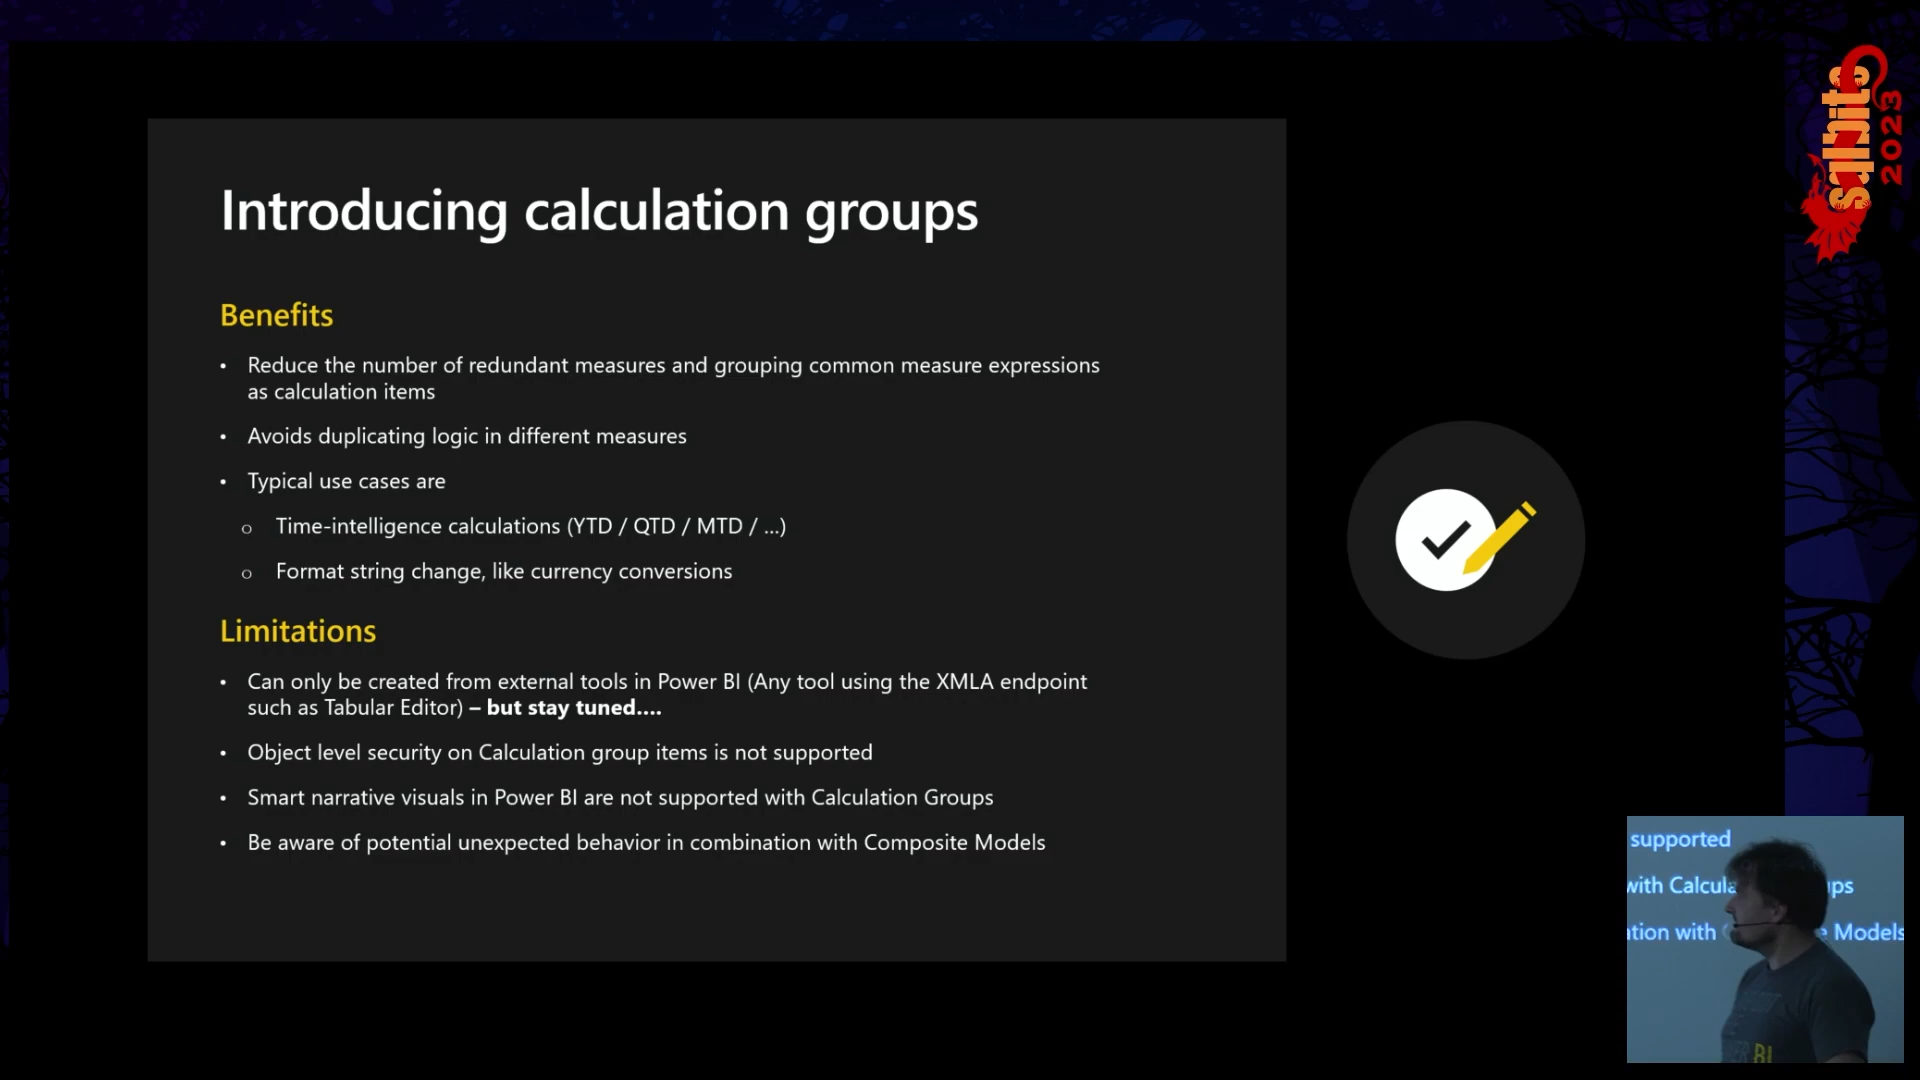 Introducing calculation groups
Benefits
• Reduce the number of redundant measures and grouping common measure expressions
as calculation items
• Avoids duplicating logic in different measures
• Typical use cases are
o Time-intelligence calculations (YTD / QTD / MTD / ...)
o Format string change, like currency conversions
Limitations
• Can only be created from external tools in Power BI (Any tool using the XMLA endpoint
such as Tabular Editor) – but stay tuned....
• Object level security on Calculation group items is not supported
• Smart narrative visuals in Power BI are not supported with Calculation Groups
• Be aware of potential unexpected behavior in combination with Composite Models
sqlbits
2023
supported
with Calcula ups
ation with e Models
BI